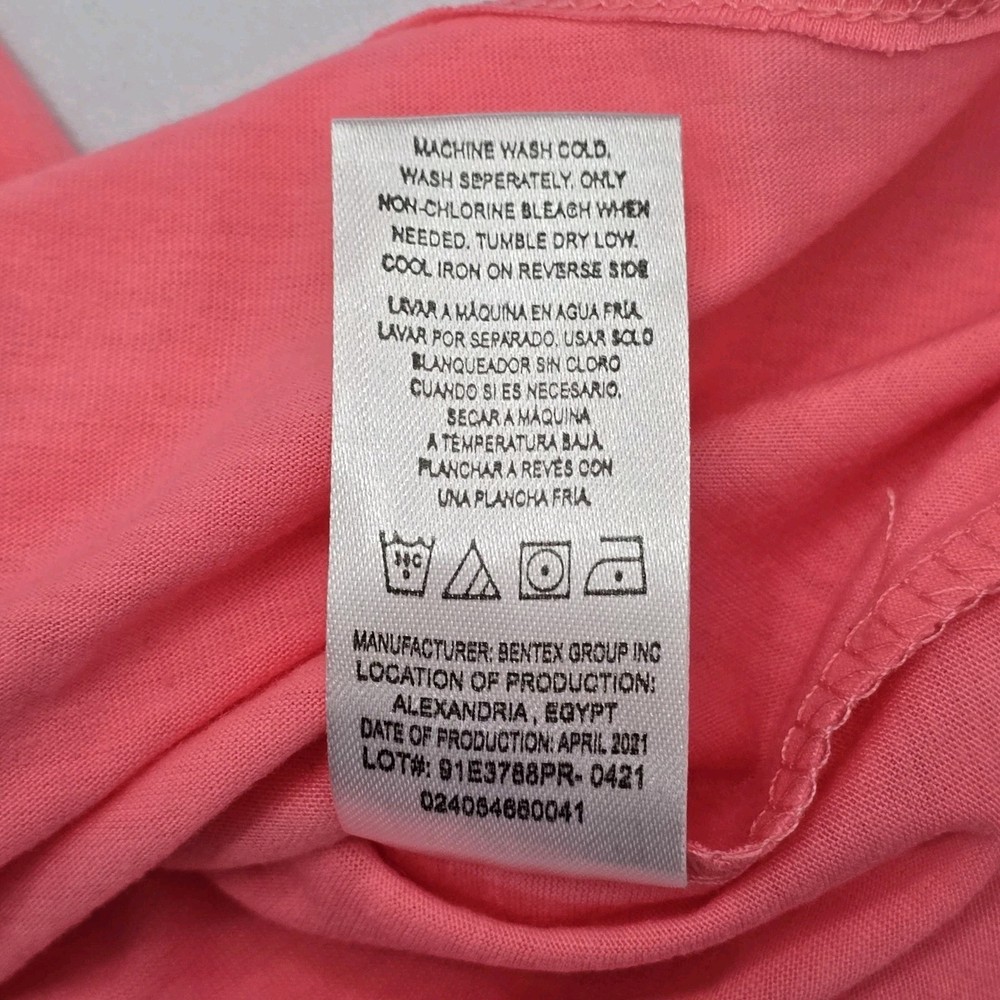 MACHINE WASH COLD.
WASH SEPERATELY. ONLY
NON-CHLORINE BLEACH WHEN
NEEDED. TUMBLE DRY LOW.
COOL IRON ON REVERSE SIDE
LAVAR A MÁQUINA EN AGUA FRÍA.
LAVAR POR SEPARADO. USAR SOLO
BLANQUEADOR SIN CLORO
CUANDO SI ES NECESARIO.
SECAR A MÁQUINA
A TEMPERATURA BAJA.
PLANCHAR A REVÉS CON
UNA PLANCHA FRÍA.
30C
MANUFACTURER: BENTEX GROUP INC
LOCATION OF PRODUCTION:
ALEXANDRIA, EGYPT
DATE OF PRODUCTION: APRIL 2021
LOT#: 91E3768PR- 0421
024054660041